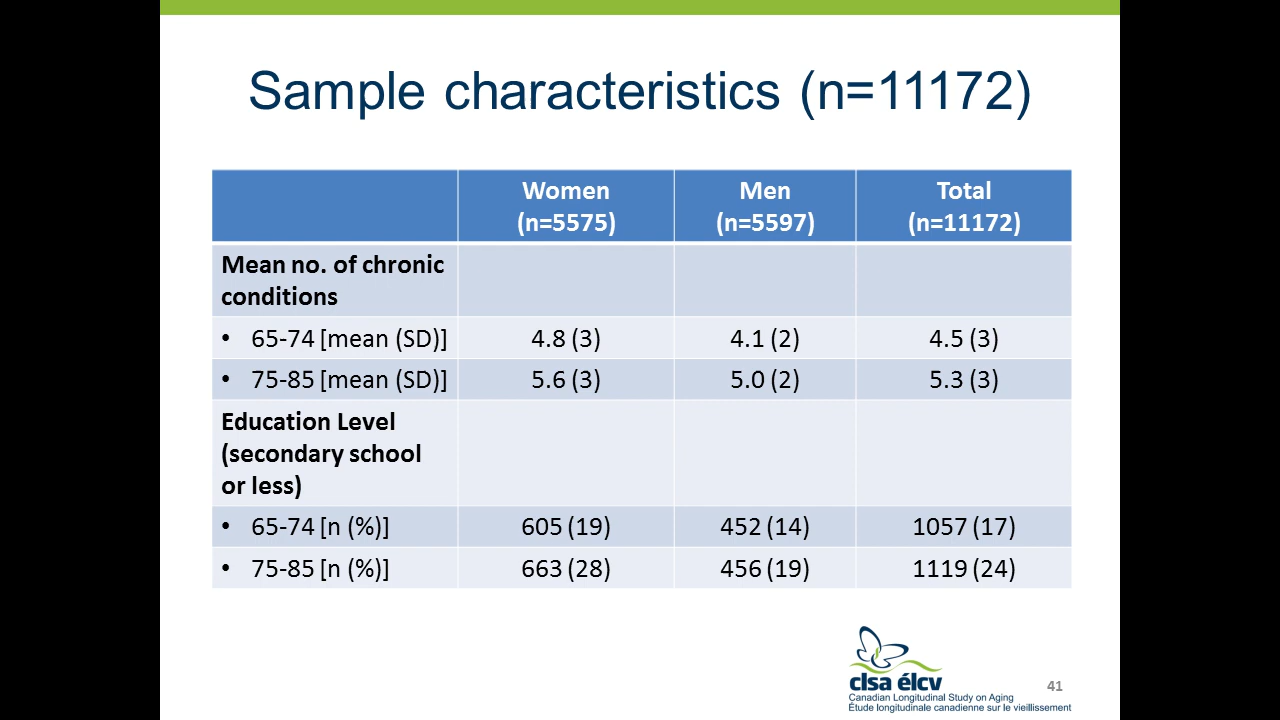 Sample characteristics (n=11172)
Women Men Total
(n=5575) (n=5597) (n=11172)
Mean no. of chronic
conditions
• 65-74 [mean (SD)] 4.8 (3) 4.1 (2) 4.5 (3)
• 75-85 [mean (SD)] 5.6 (3) 5.0 (2) 5.3 (3)
Education Level
(secondary school
or less)
• 65-74 [n (%)] 605 (19) 452 (14) 1057 (17)
• 75-85 [n (%)] 663 (28) 456 (19) 1119 (24)
clsa élcv
Canadian Longitudinal Study on Aging
Étude longitudinale canadienne sur le vieillissement
41